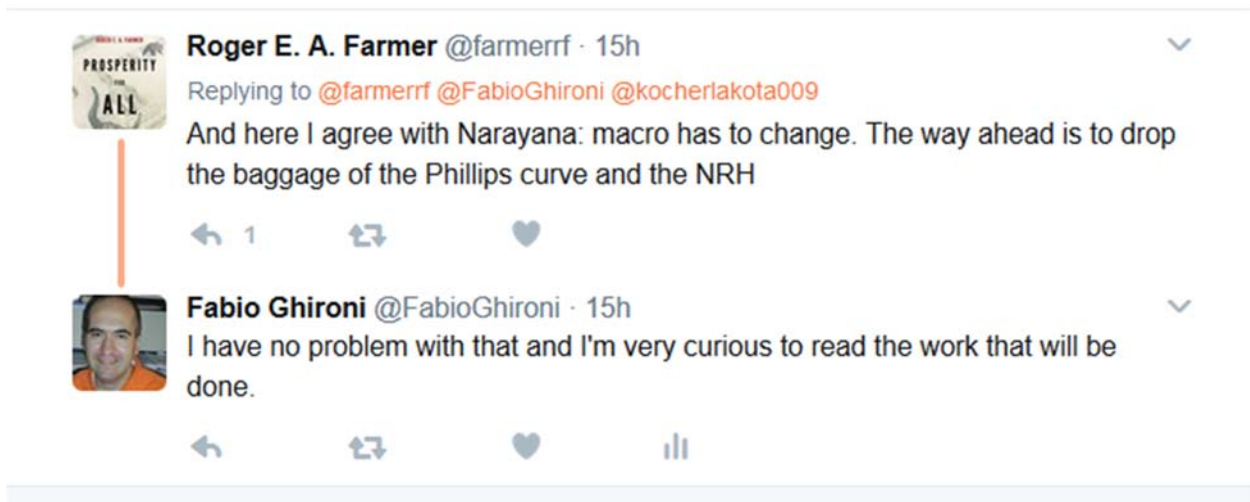 Roger E. A. Farmer @farmerrf · 15h
Replying to @farmerrf @FabioGhironi @kocherlakota009
And here I agree with Narayana: macro has to change. The way ahead is to drop
the baggage of the Phillips curve and the NRH
1
Fabio Ghironi @FabioGhironi · 15h
I have no problem with that and I'm very curious to read the work that will be
done.
PROSPERITY
FOR
ALL